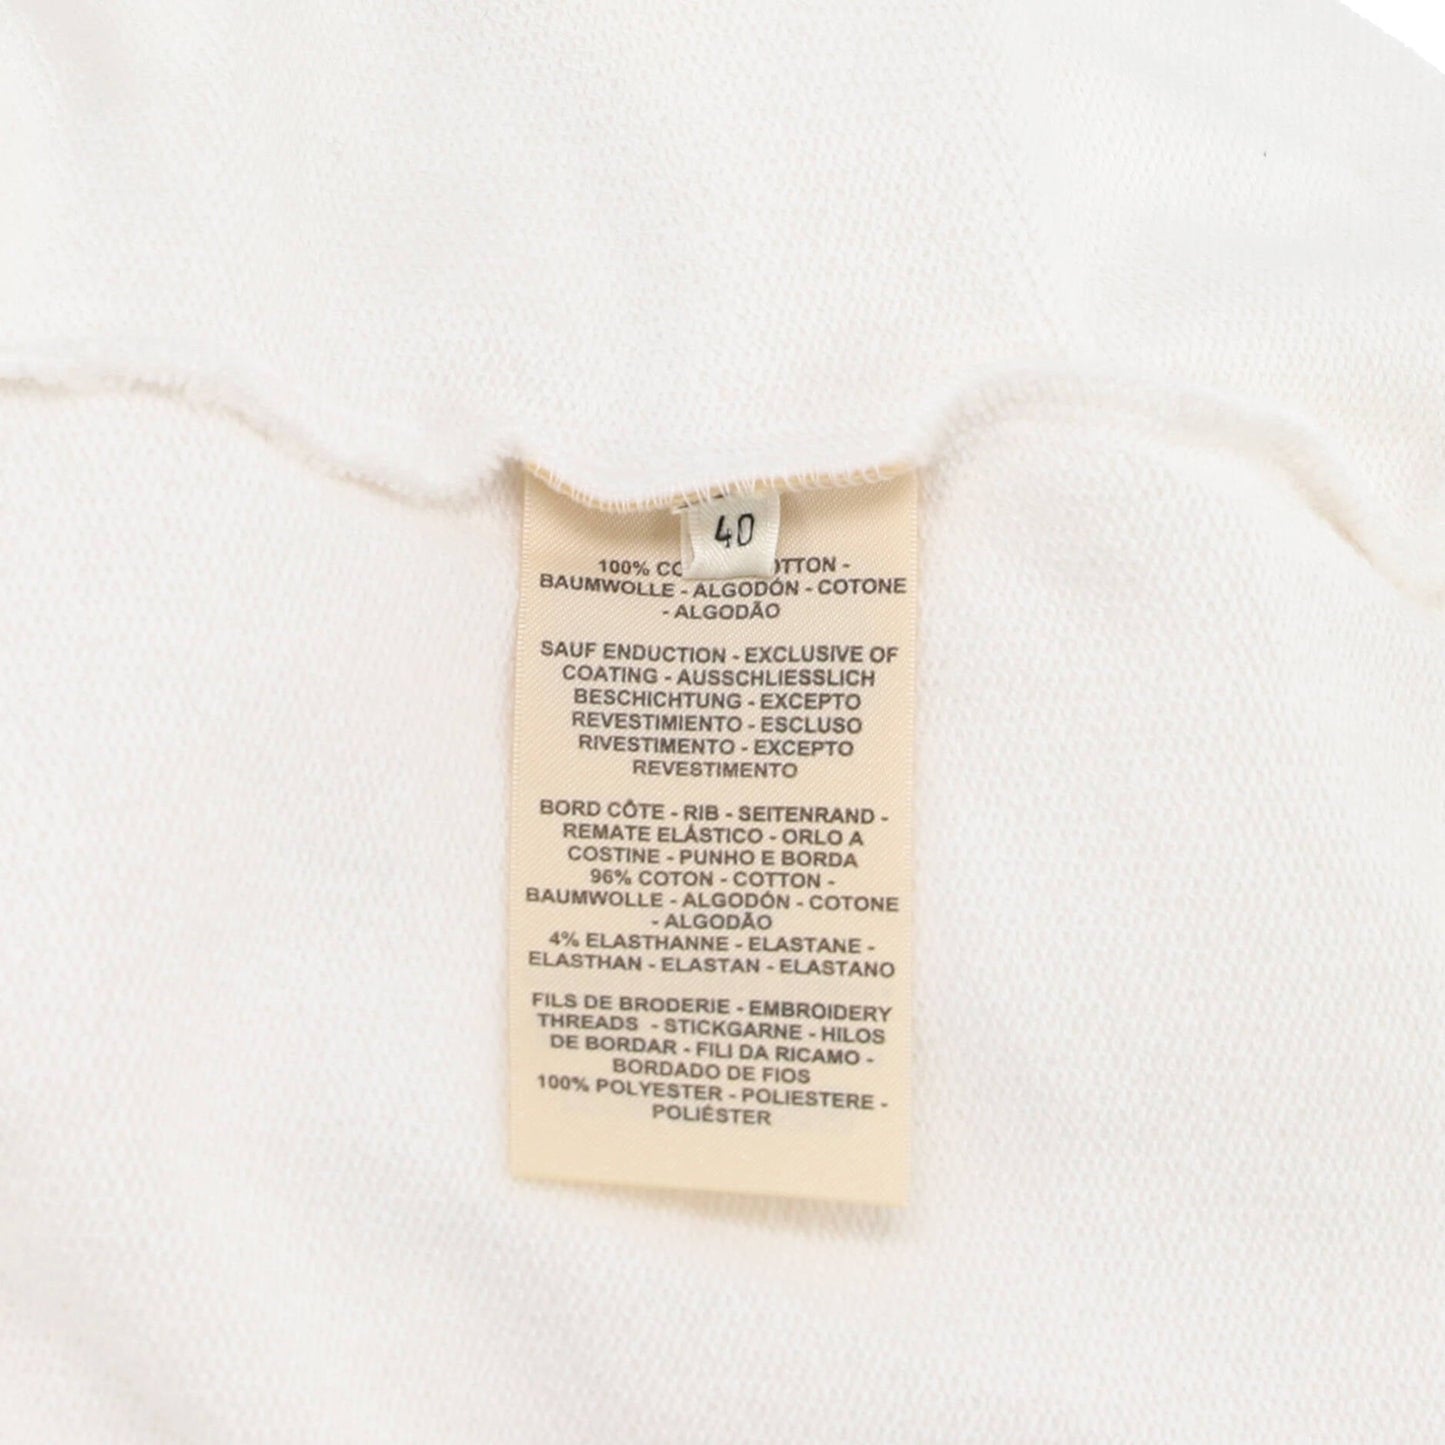 40
100% OTTON -
BAUMWOLLE - ALGODÓN - COTONE
- ALGODÃO
SAUF ENDUCTION - EXCLUSIVE OF
COATING - AUSSCHLIESSLICH
BESCHICHTUNG - EXCEPTO
REVESTIMIENTO - ESCLUSO
RIVESTIMENTO - EXCEPTO
REVESTIMENTO
BORD CÔTE - RIB - SEITENRAND -
REMATE ELÁSTICO - ORLO A
COSTINE - PUNHO E BORDA
96% COTON - COTTON -
BAUMWOLLE - ALGODÓN - COTONE
- ALGODÃO
4% ELASTHANNE - ELASTANE -
ELASTHAN - ELASTAN - ELASTANO
FILS DE BRODERIE - EMBROIDERY
THREADS - STICKGARNE - HILOS
DE BORDAR - FILI DA RICAMO -
BORDADO DE FIOS
100% POLYESTER - POLIESTERE -
POLIÉSTER